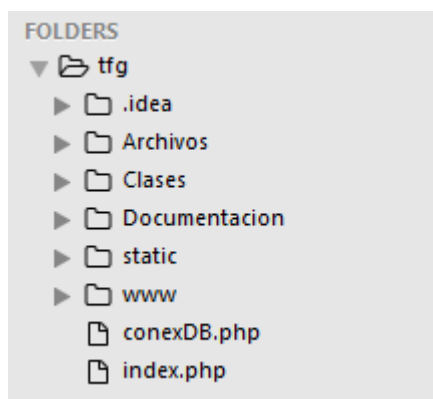 FOLDERS
tfg
.idea
Archivos
Clases
Documentacion
static
www
conexDB.php
index.php